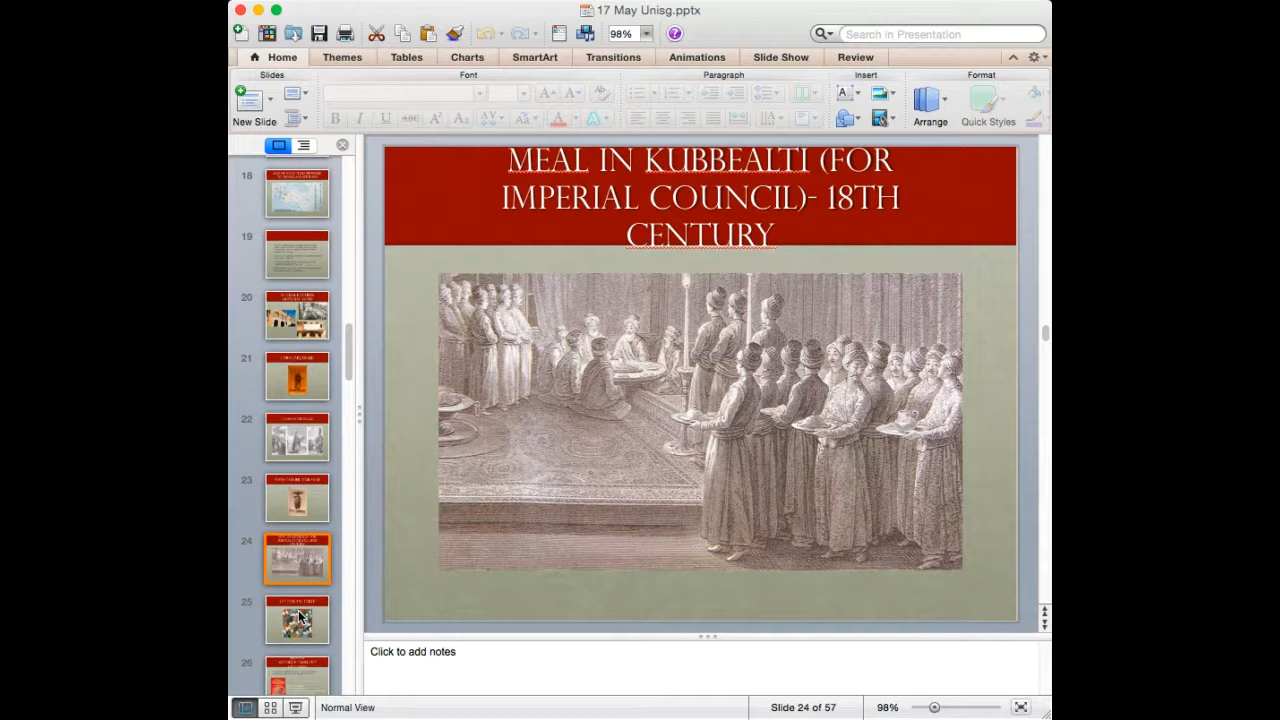 17 May Unisg.pptx
98%
Search in Presentation
Home Themes Tables Charts SmartArt Transitions Animations Slide Show Review
Slides Font Paragraph Insert Format
New Slide
Arrange
Quick Styles
18
19
20
21
22
23
24
25
26
MEAL IN KUBBEALTI (FOR
IMPERIAL COUNCIL)- 18TH
CENTURY
Click to add notes
Normal View
Slide 24 of 57
98%